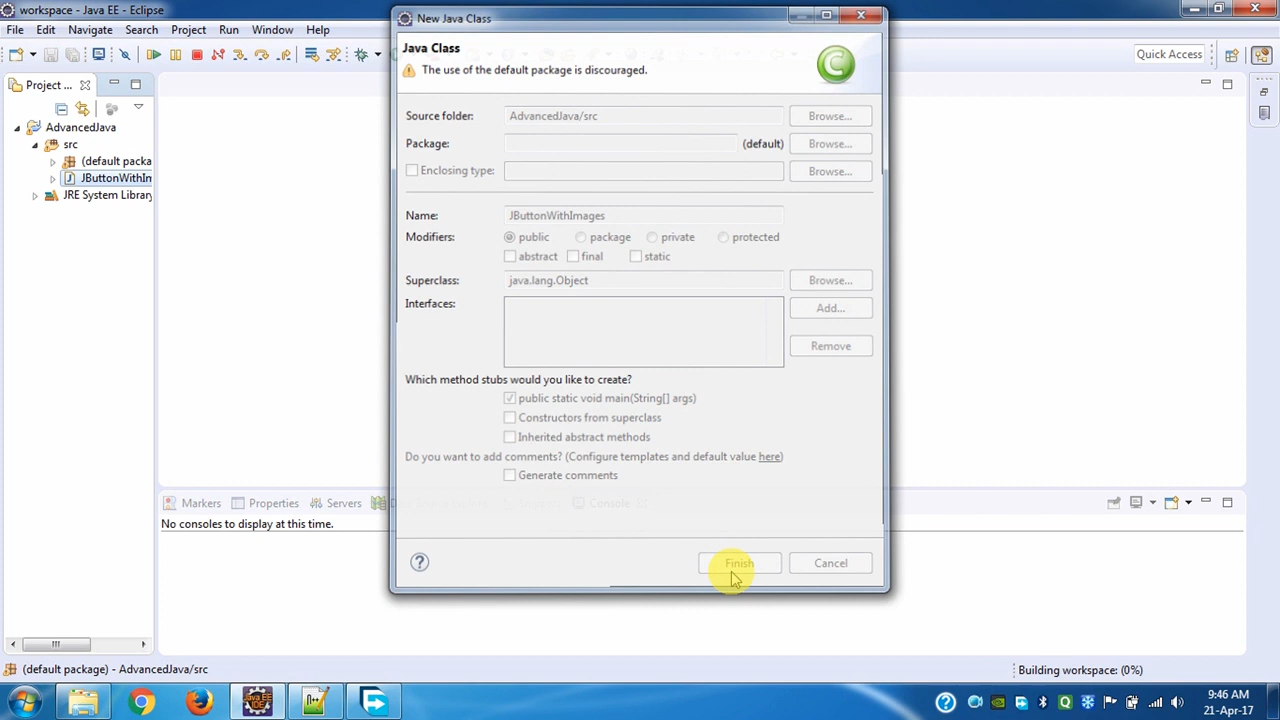 workspace - Java EE - Eclipse
File Edit Navigate Search Project Run Window Help
Quick Access
Project ...
AdvancedJava
src
(default packa
JButtonWithIm
JRE System Library
New Java Class
Java Class
The use of the default package is discouraged.
Source folder: AdvancedJava/src Browse...
Package: (default) Browse...
Enclosing type: Browse...
Name: JButtonWithImages
Modifiers: public package private protected
abstract final static
Superclass: java.lang.Object Browse...
Interfaces: Add...
Remove
Which method stubs would you like to create?
public static void main(String[] args)
Constructors from superclass
Inherited abstract methods
Do you want to add comments? (Configure templates and default value here)
Generate comments
Finish Cancel
Markers Properties Servers Console
No consoles to display at this time.
(default package) - AdvancedJava/src
Building workspace: (0%)
Java EE
IDE
9:46 AM
21-Apr-17